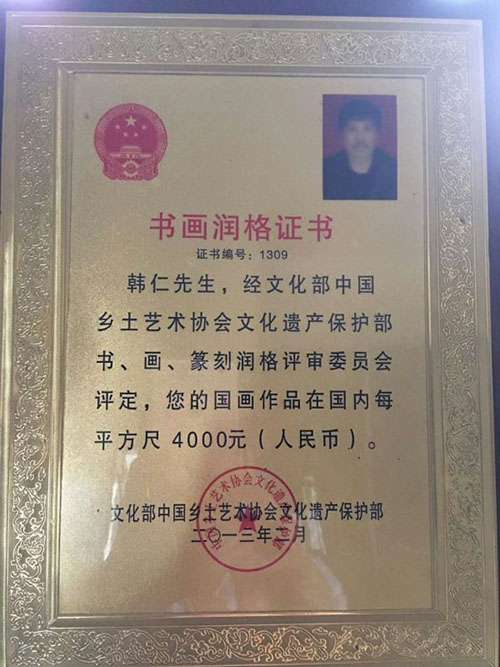 书画润格证书
证书编号：1309
韩仁先生，经文化部中国
乡土艺术协会文化遗产保护部
书、画、篆刻润格评审委员会
评定，您的国画作品在国内每
平方尺 4000元（人民币）。
文化部中国乡土艺术协会文化遗产保护部
二〇一三年二月